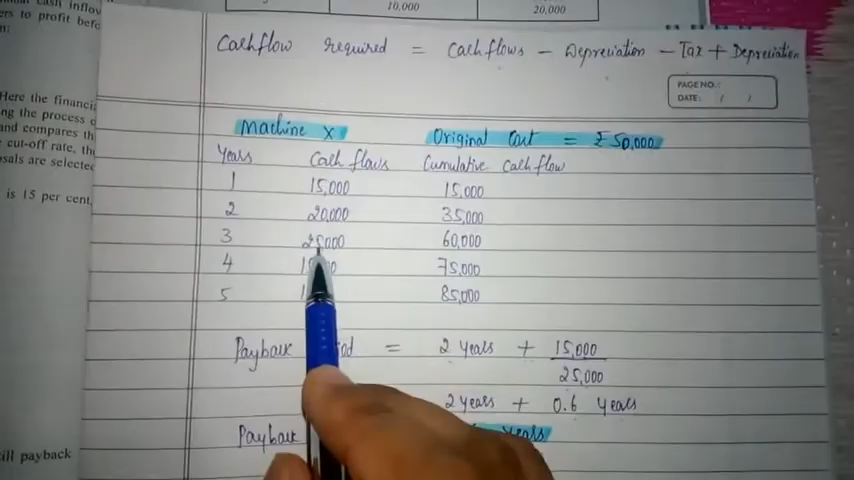 cash inflow
ers to profit befo
n:
10,000 20,000
Cashflow required = Cashflows - Depreciation - Tax + Depreciation
PAGE NO.:
DATE: / /
Here the financi
ng the process o
and compares th
cut-off rate, th
sals are selected
is 15 per cent,
Machine X Original Cost = ₹50,000
Years Cashflows Cumulative Cashflow
1 15,000 15,000
2 20,000 35,000
3 25,000 60,000
4 75,000
5 85,000
Payback = 2 years + 15,000
25,000
2 years + 0.6 years
Payback years
ill payback